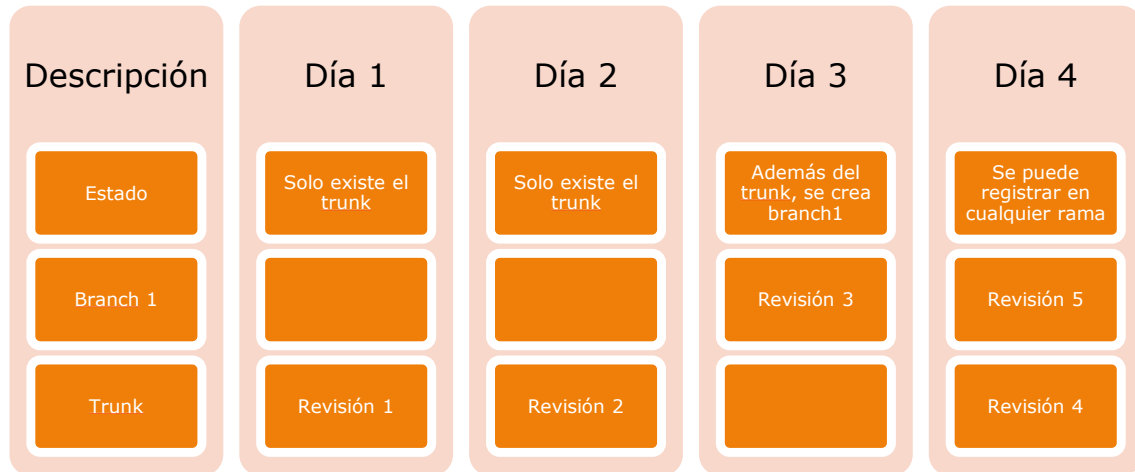 Descripción
Estado
Branch 1
Trunk
Día 1
Solo existe el
trunk
Revisión 1
Día 2
Solo existe el
trunk
Revisión 2
Día 3
Además del
trunk, se crea
branch1
Revisión 3
Día 4
Se puede
registrar en
cualquier rama
Revisión 5
Revisión 4